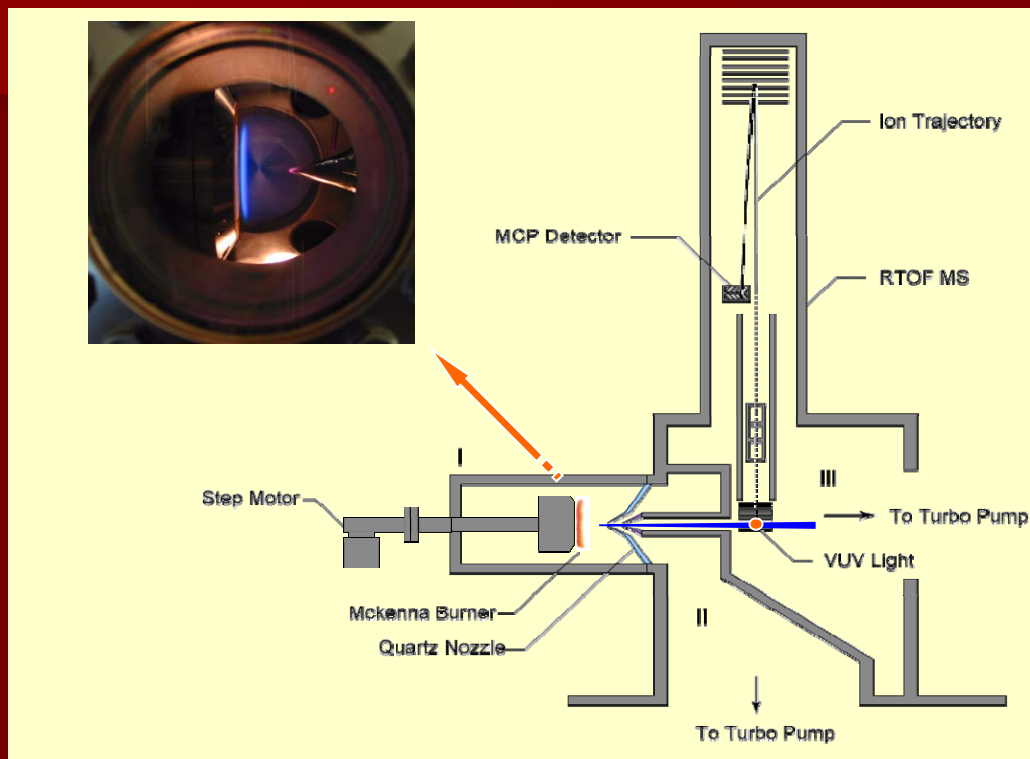 Ion Trajectory
MCP Detector
RTOF MS
I
Step Motor
III
To Turbo Pump
VUV Light
Mckenna Burner
II
Quartz Nozzle
To Turbo Pump